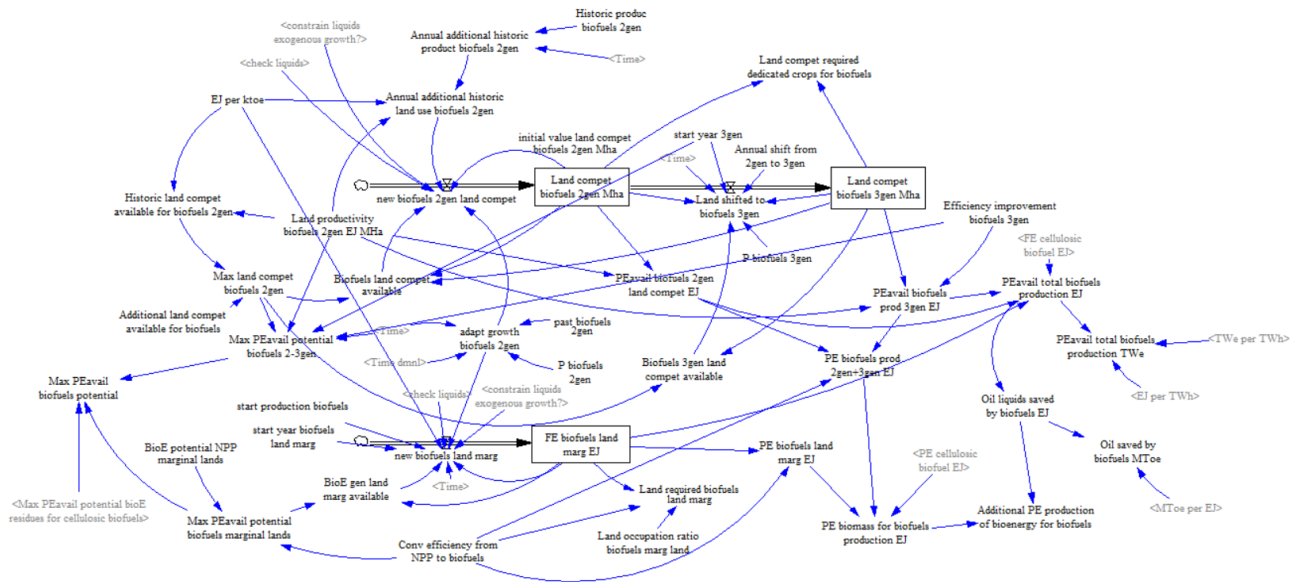 Historic produc
biofuels 2gen
<constrain liquids
exogenous growth?>
Annual additional historic
product biofuels 2gen
<Time>
<check liquids>
Land compet required
dedicated crops for biofuels
EJ per ktoe
Annual additional historic
land use biofuels 2gen
initial value land compet
biofuels 2gen Mha
start year 3gen
<Time>
Annual shift from
2gen to 3gen
Land compet
biofuels 2gen Mha
Land compet
biofuels 3gen Mha
new biofuels 2gen land compet
Land shifted to
biofuels 3gen
Historic land compet
available for biofuels 2gen
Land productivity
biofuels 2gen EJ MHa
Efficiency improvement
biofuels 3gen
<FE cellulosic
biofuel EJ>
P biofuels 3gen
Max land compet
biofuels 2gen
Biofuels land compet
available
PEavail biofuels 2gen
land compet EJ
PEavail biofuels
prod 3gen EJ
PEavail total biofuels
production EJ
Additional land compet
available for biofuels
Max PEavail potential
biofuels 2-3gen
<Time>
adapt growth
biofuels 2gen
past biofuels
2gen
<Time dmnl>
P biofuels
2gen
Biofuels 3gen land
compet available
PE biofuels prod
2gen+3gen EJ
PEavail total biofuels
production TWe
<TWe per TWh>
<EJ per TWh>
Max PEavail
biofuels potential
<check liquids>
<constrain liquids
exogenous growth?>
start production biofuels
start year biofuels
land marg
new biofuels land marg
FE biofuels land
marg EJ
Oil liquids saved
by biofuels EJ
Oil saved by
biofuels MToe
<MToe per EJ>
BioE potential NPP
marginal lands
BioE gen land
marg available
<Time>
PE biofuels land
marg EJ
<PE cellulosic
biofuel EJ>
Land required biofuels
land marg
<Max PEavail potential bioE
residues for cellulosic biofuels>
Max PEavail potential
biofuels marginal lands
Land occupation ratio
biofuels marg land
PE biomass for biofuels
production EJ
Additional PE production
of bioenergy for biofuels
Conv efficiency from
NPP to biofuels